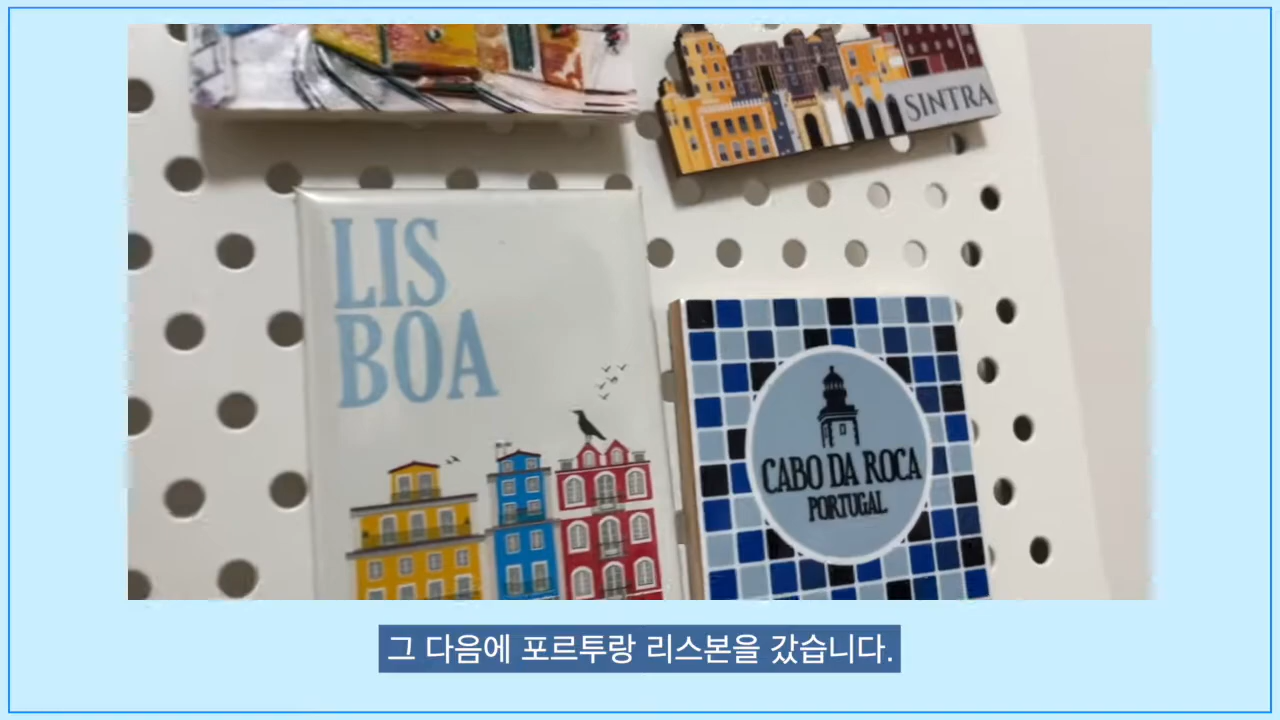 SINTRA
LIS
BOA
CABO DA ROCA
PORTUGAL
그 다음에 포르투랑 리스본을 갔습니다.